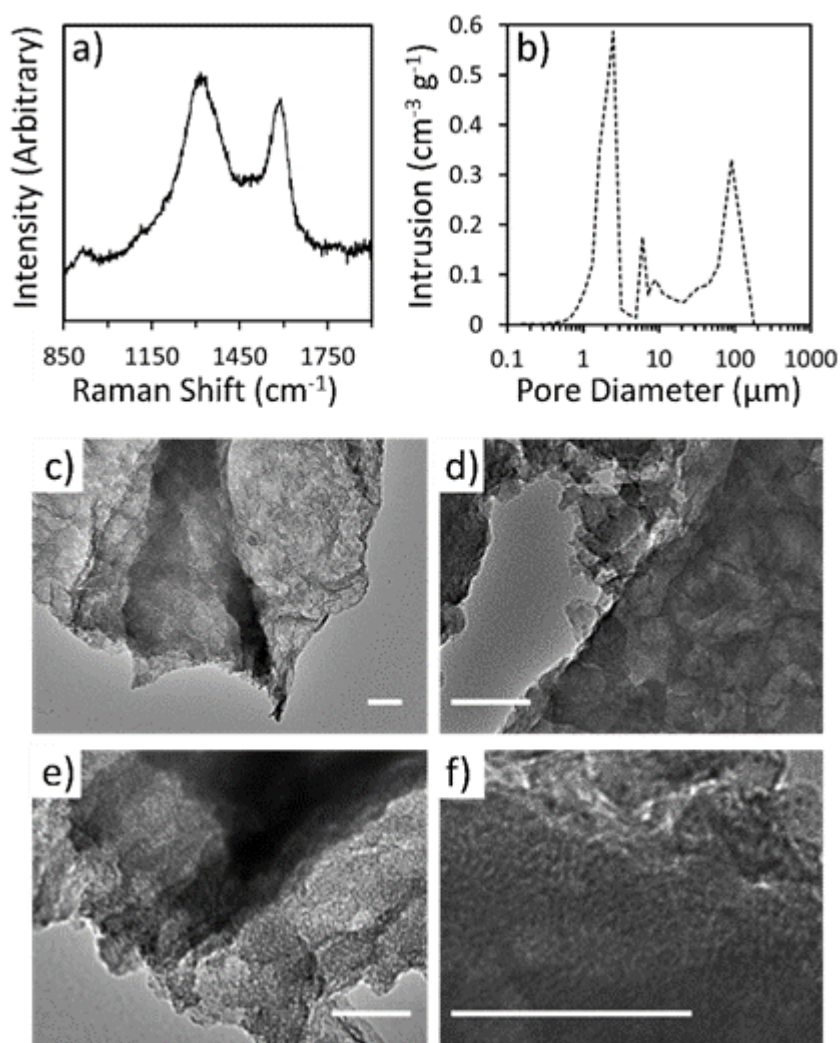 a)
Intensity (Arbitrary)
850 1150 1450 1750
Raman Shift (cm⁻¹)
b)
Intrusion (cm⁻³ g⁻¹)
0.6
0.5
0.4
0.3
0.2
0.1
0
0.1 1 10 100 1000
Pore Diameter (μm)
c)
d)
e)
f)